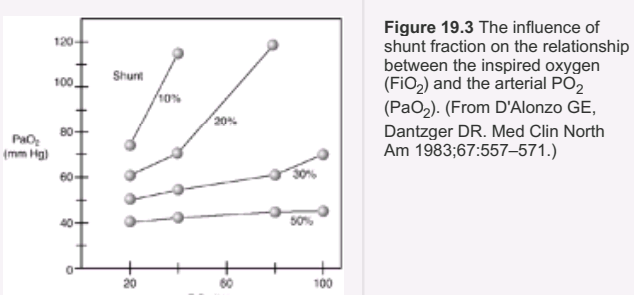 120
100
80
60
40
0
PaO₂
(mm Hg)
Shunt
10%
20%
30%
50%
20
60
100
Figure 19.3 The influence of
shunt fraction on the relationship
between the inspired oxygen
(FiO₂) and the arterial PO₂
(PaO₂). (From D'Alonzo GE,
Dantzger DR. Med Clin North
Am 1983;67:557–571.)